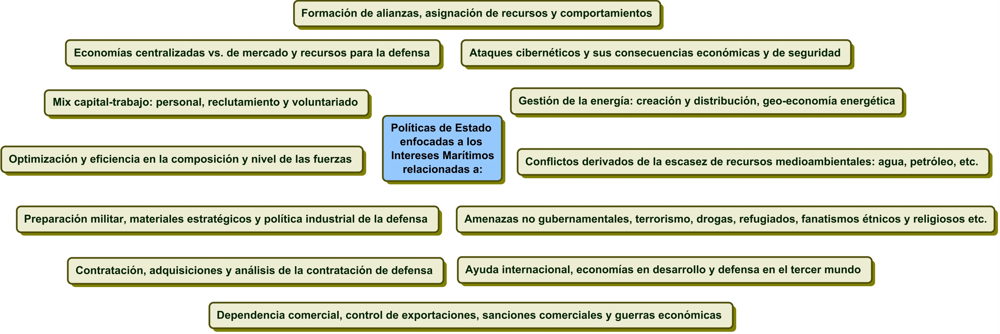 Formación de alianzas, asignación de recursos y comportamientos
Economías centralizadas vs. de mercado y recursos para la defensa
Ataques cibernéticos y sus consecuencias económicas y de seguridad
Mix capital-trabajo: personal, reclutamiento y voluntariado
Gestión de la energía: creación y distribución, geo-economía energética
Políticas de Estado
enfocadas a los
Intereses Marítimos
relacionadas a:
Optimización y eficiencia en la composición y nivel de las fuerzas
Conflictos derivados de la escasez de recursos medioambientales: agua, petróleo, etc.
Preparación militar, materiales estratégicos y política industrial de la defensa
Amenazas no gubernamentales, terrorismo, drogas, refugiados, fanatismos étnicos y religiosos etc.
Contratación, adquisiciones y análisis de la contratación de defensa
Ayuda internacional, economías en desarrollo y defensa en el tercer mundo
Dependencia comercial, control de exportaciones, sanciones comerciales y guerras económicas